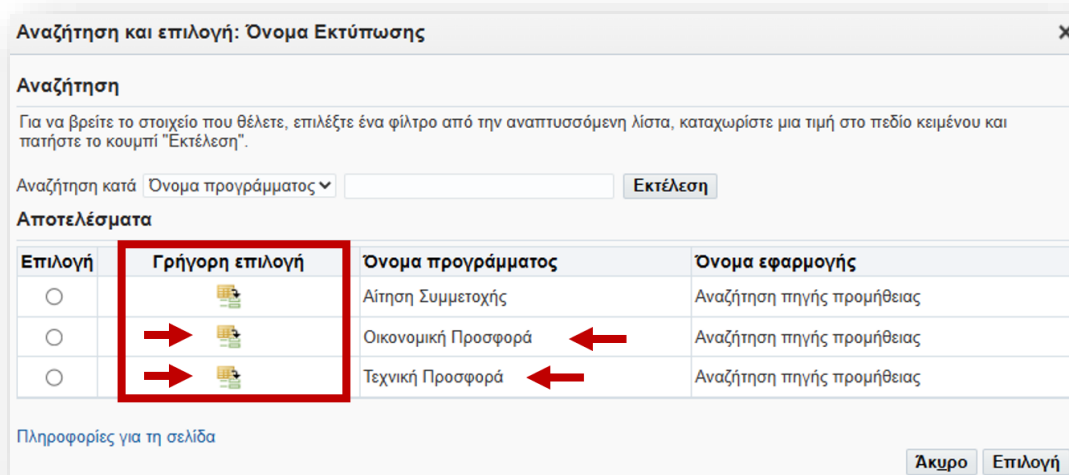 Αναζήτηση και επιλογή: Όνομα Εκτύπωσης
Αναζήτηση
Για να βρείτε το στοιχείο που θέλετε, επιλέξτε ένα φίλτρο από την αναπτυσσόμενη λίστα, καταχωρίστε μια τιμή στο πεδίο κειμένου και
πατήστε το κουμπί "Εκτέλεση".
Αναζήτηση κατά Όνομα προγράμματος Εκτέλεση
Αποτελέσματα
Επιλογή Γρήγορη επιλογή Όνομα προγράμματος Όνομα εφαρμογής
Αίτηση Συμμετοχής Αναζήτηση πηγής προμήθειας
Οικονομική Προσφορά Αναζήτηση πηγής προμήθειας
Τεχνική Προσφορά Αναζήτηση πηγής προμήθειας
Πληροφορίες για τη σελίδα
Άκυρο Επιλογή